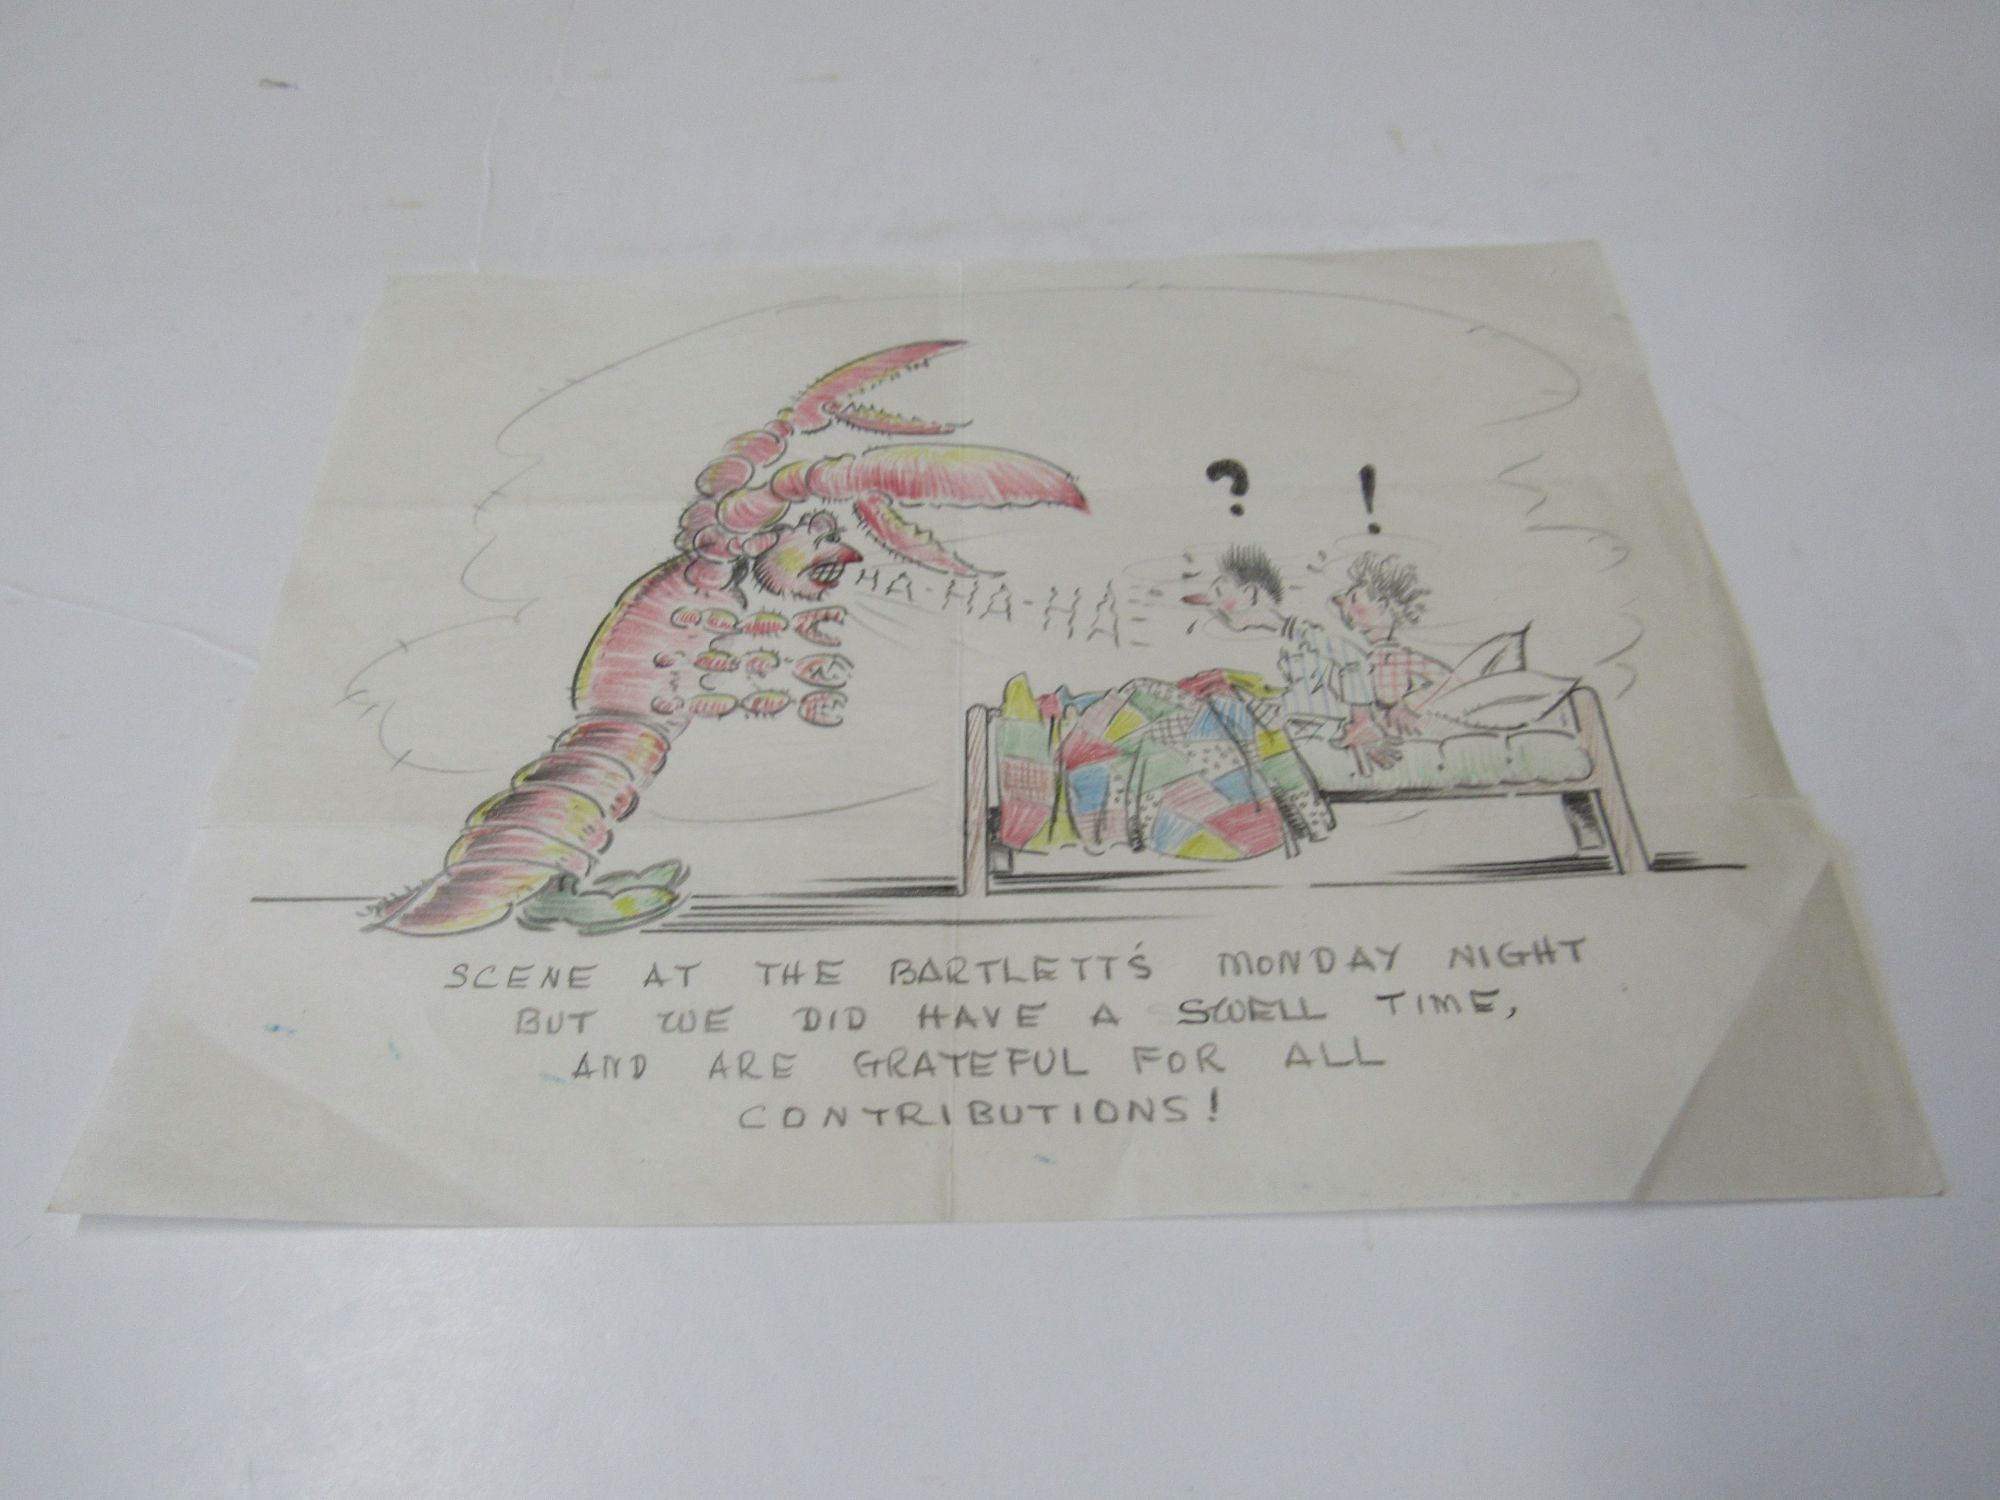 ?
!
HA-HA-HA
SCENE AT THE BARTLETT'S MONDAY NIGHT
BUT WE DID HAVE A SWELL TIME,
AND ARE GRATEFUL FOR ALL
CONTRIBUTIONS!